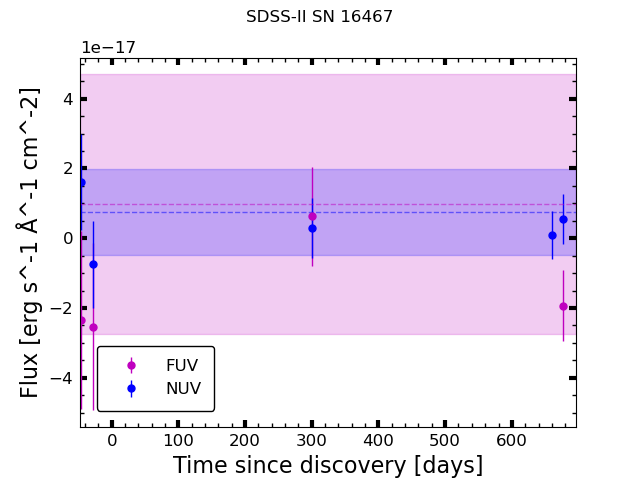 SDSS-II SN 16467
1e−17
Flux [erg s^-1 Å^-1 cm^-2]
4
2
0
−2
−4
FUV
NUV
0 100 200 300 400 500 600
Time since discovery [days]